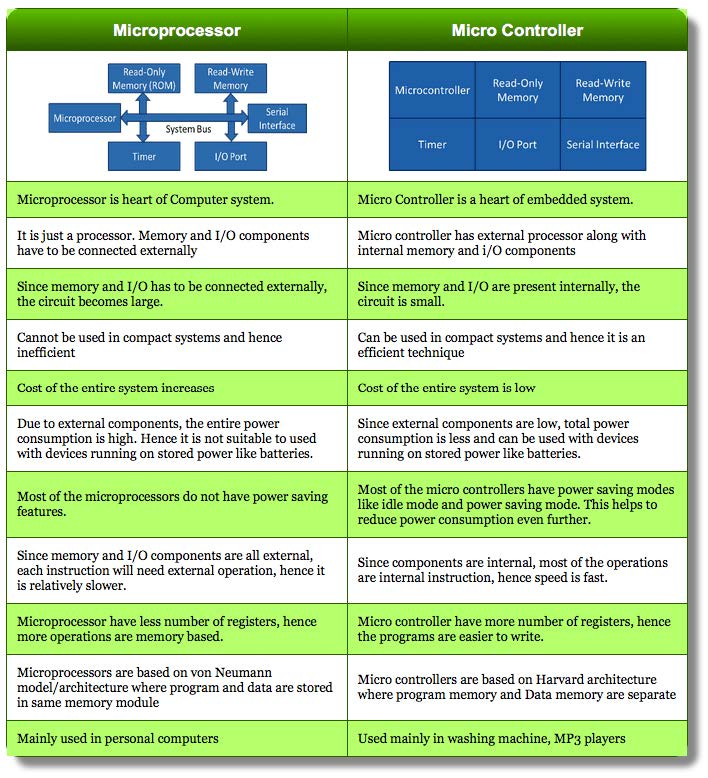 Microprocessor
Micro Controller
Read-Only
Memory (ROM)
Read-Write
Memory
Microprocessor
Serial
Interface
System Bus
Timer
I/O Port
Microcontroller
Read-Only
Memory
Read-Write
Memory
Timer
I/O Port
Serial Interface
Microprocessor is heart of Computer system.
Micro Controller is a heart of embedded system.
It is just a processor. Memory and I/O components
have to be connected externally
Micro controller has external processor along with
internal memory and i/O components
Since memory and I/O has to be connected externally,
the circuit becomes large.
Since memory and I/O are present internally, the
circuit is small.
Cannot be used in compact systems and hence
inefficient
Can be used in compact systems and hence it is an
efficient technique
Cost of the entire system increases
Cost of the entire system is low
Due to external components, the entire power
consumption is high. Hence it is not suitable to used
with devices running on stored power like batteries.
Since external components are low, total power
consumption is less and can be used with devices
running on stored power like batteries.
Most of the microprocessors do not have power saving
features.
Most of the micro controllers have power saving modes
like idle mode and power saving mode. This helps to
reduce power consumption even further.
Since memory and I/O components are all external,
each instruction will need external operation, hence it
is relatively slower.
Since components are internal, most of the operations
are internal instruction, hence speed is fast.
Microprocessor have less number of registers, hence
more operations are memory based.
Micro controller have more number of registers, hence
the programs are easier to write.
Microprocessors are based on von Neumann
model/architecture where program and data are stored
in same memory module
Micro controllers are based on Harvard architecture
where program memory and Data memory are separate
Mainly used in personal computers
Used mainly in washing machine, MP3 players